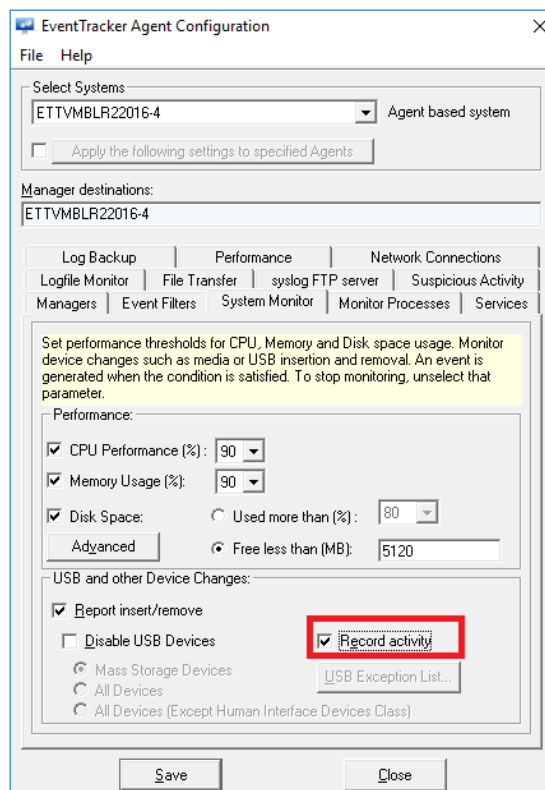 EventTracker Agent Configuration
File Help
Select Systems
ETTVMBLR22016-4 Agent based system
Apply the following settings to specified Agents
Manager destinations:
ETTVMBLR22016-4
Log Backup Performance Network Connections
Logfile Monitor File Transfer syslog FTP server Suspicious Activity
Managers Event Filters System Monitor Monitor Processes Services
Set performance thresholds for CPU, Memory and Disk space usage. Monitor
device changes such as media or USB insertion and removal. An event is
generated when the condition is satisfied. To stop monitoring, unselect that
parameter.
Performance:
CPU Performance (%) : 90
Memory Usage (%): 90
Disk Space: Used more than (%) : 80
Advanced Free less than (MB): 5120
USB and other Device Changes:
Report insert/remove
Disable USB Devices Record activity
Mass Storage Devices USB Exception List...
All Devices
All Devices (Except Human Interface Devices Class)
Save Close